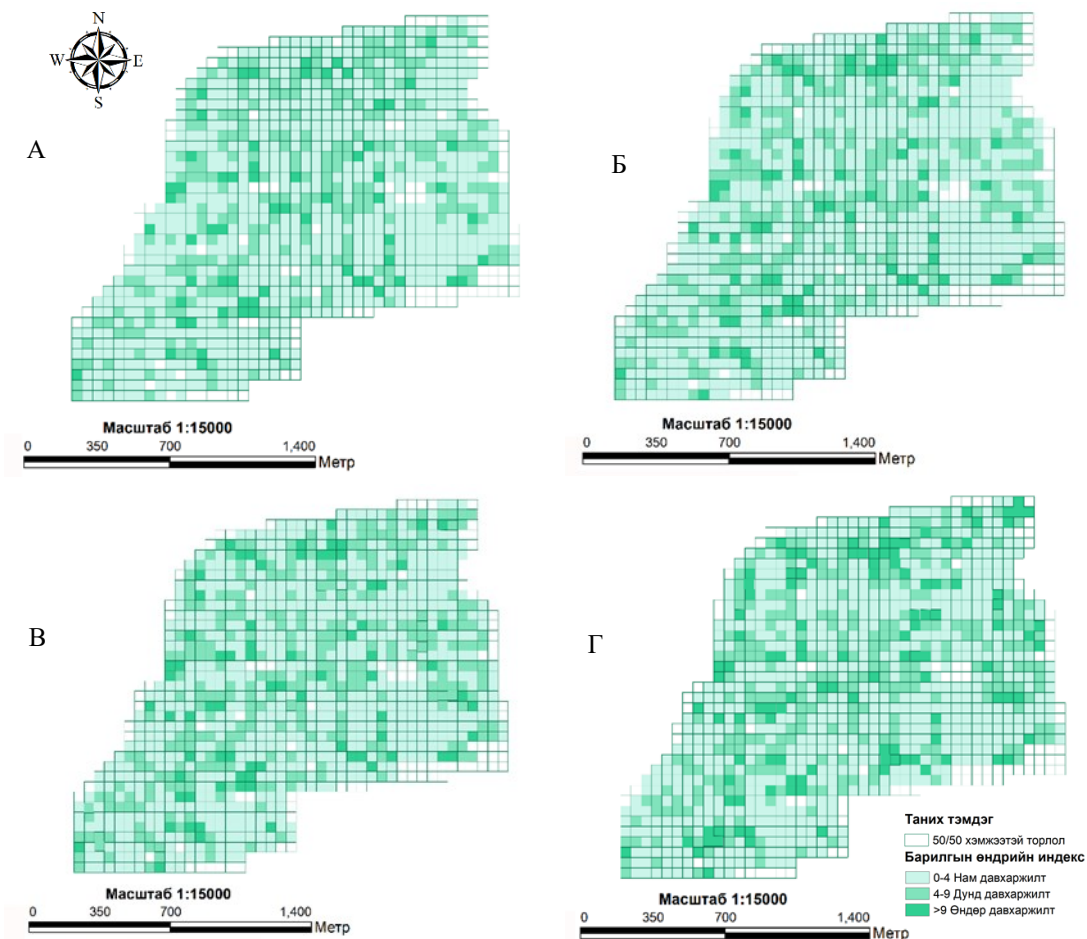 N
W E
S
А
Б
Масштаб 1:15000
0 350 700 1,400
Метр
Масштаб 1:15000
0 350 700 1,400
Метр
В
Г
Масштаб 1:15000
0 350 700 1,400
Метр
Таних тэмдэг
50/50 хэмжээтэй торлол
Барилгын өндрийн индекс
0-4 Нам давхаржилт
4-9 Дунд давхаржилт
>9 Өндөр давхаржилт
Масштаб 1:15000
0 350 700 1,400
Метр